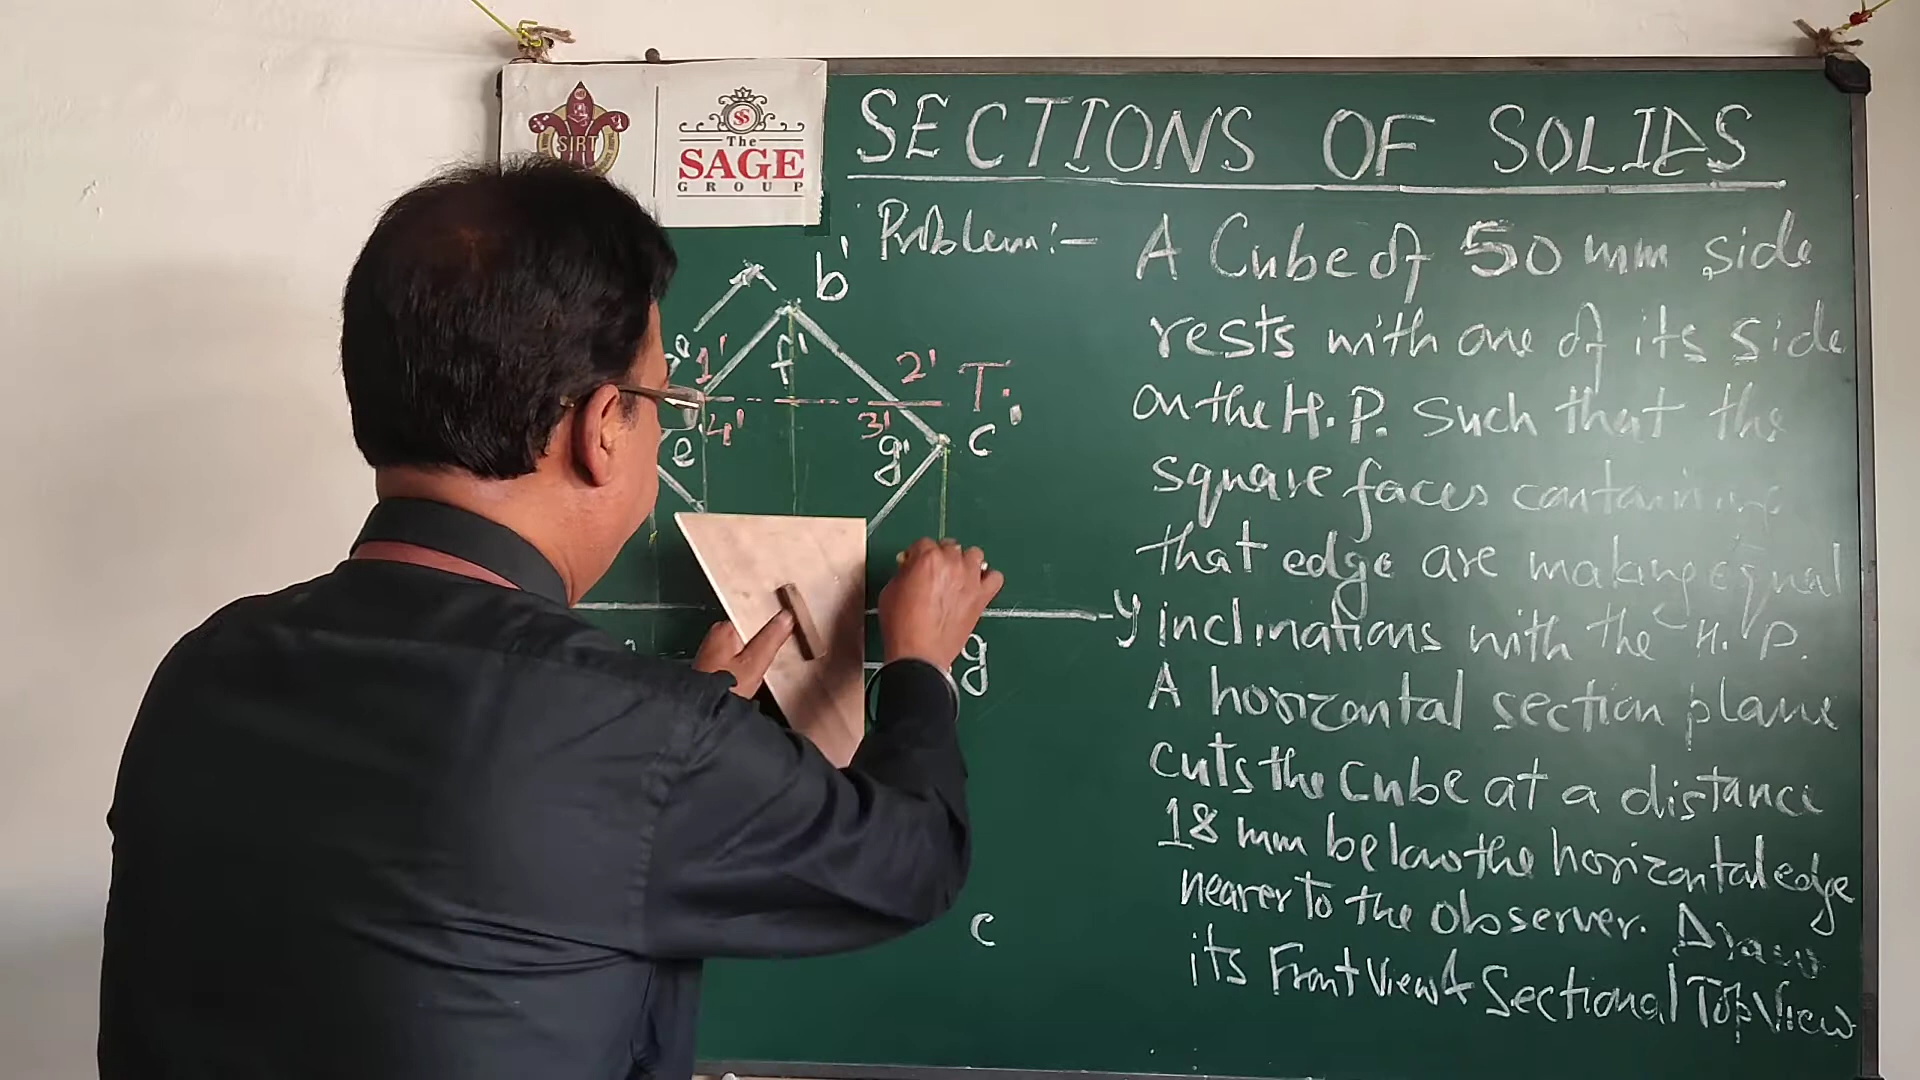 SIRT
The
SAGE
GROUP
SECTIONS OF SOLIDS
Problem:- A Cube of 50 mm side
rests with one of its side
on the H.P. Such that the
square faces containing
that edge are making equal
inclinations with the H.P.
A horizontal section plane
cuts the Cube at a distance
18 mm below the horizontal edge
nearer to the observer. Draw
its Front View & Sectional Top View
b'
f'
1'
2'
T.
4'
3'
e
g'
c'
y
g
c